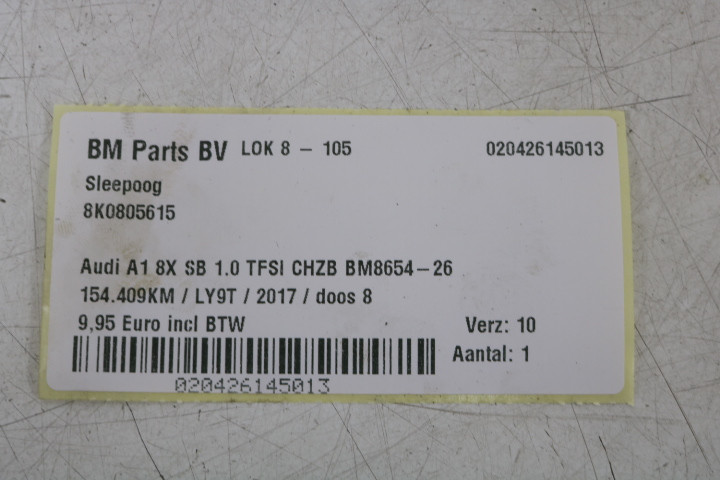 BM Parts BV LOK 8 - 105 020426145013
Sleepoog
8K0805615
Audi A1 8X SB 1.0 TFSI CHZB BM8654-26
154.409KM / LY9T / 2017 / doos 8
9,95 Euro incl BTW Verz: 10
Aantal: 1
020426145013